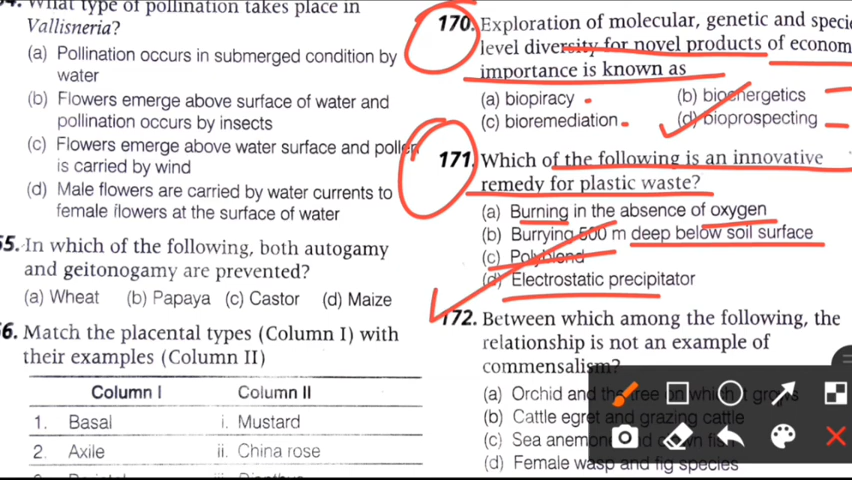 What type of pollination takes place in
Vallisneria?
(a) Pollination occurs in submerged condition by
water
(b) Flowers emerge above surface of water and
pollination occurs by insects
(c) Flowers emerge above water surface and pollen
is carried by wind
(d) Male flowers are carried by water currents to
female flowers at the surface of water
55. In which of the following, both autogamy
and geitonogamy are prevented?
(a) Wheat (b) Papaya (c) Castor (d) Maize
6. Match the placental types (Column I) with
their examples (Column II)
Column I Column II
1. Basal i. Mustard
2. Axile ii. China rose
170. Exploration of molecular, genetic and speci
level diversity for novel products of econom
importance is known as
(a) biopiracy (b) bioenergetics
(c) bioremediation (d) bioprospecting
171. Which of the following is an innovative
remedy for plastic waste?
(a) Burning in the absence of oxygen
(b) Burrying 500 m deep below soil surface
(c) Polyblend
(d) Electrostatic precipitator
172. Between which among the following, the
relationship is not an example of
commensalism?
(a) Orchid and the tree on which it grows
(b) Cattle egret and grazing cattle
(c) Sea anemone and clown fish
(d) Female wasp and fig species